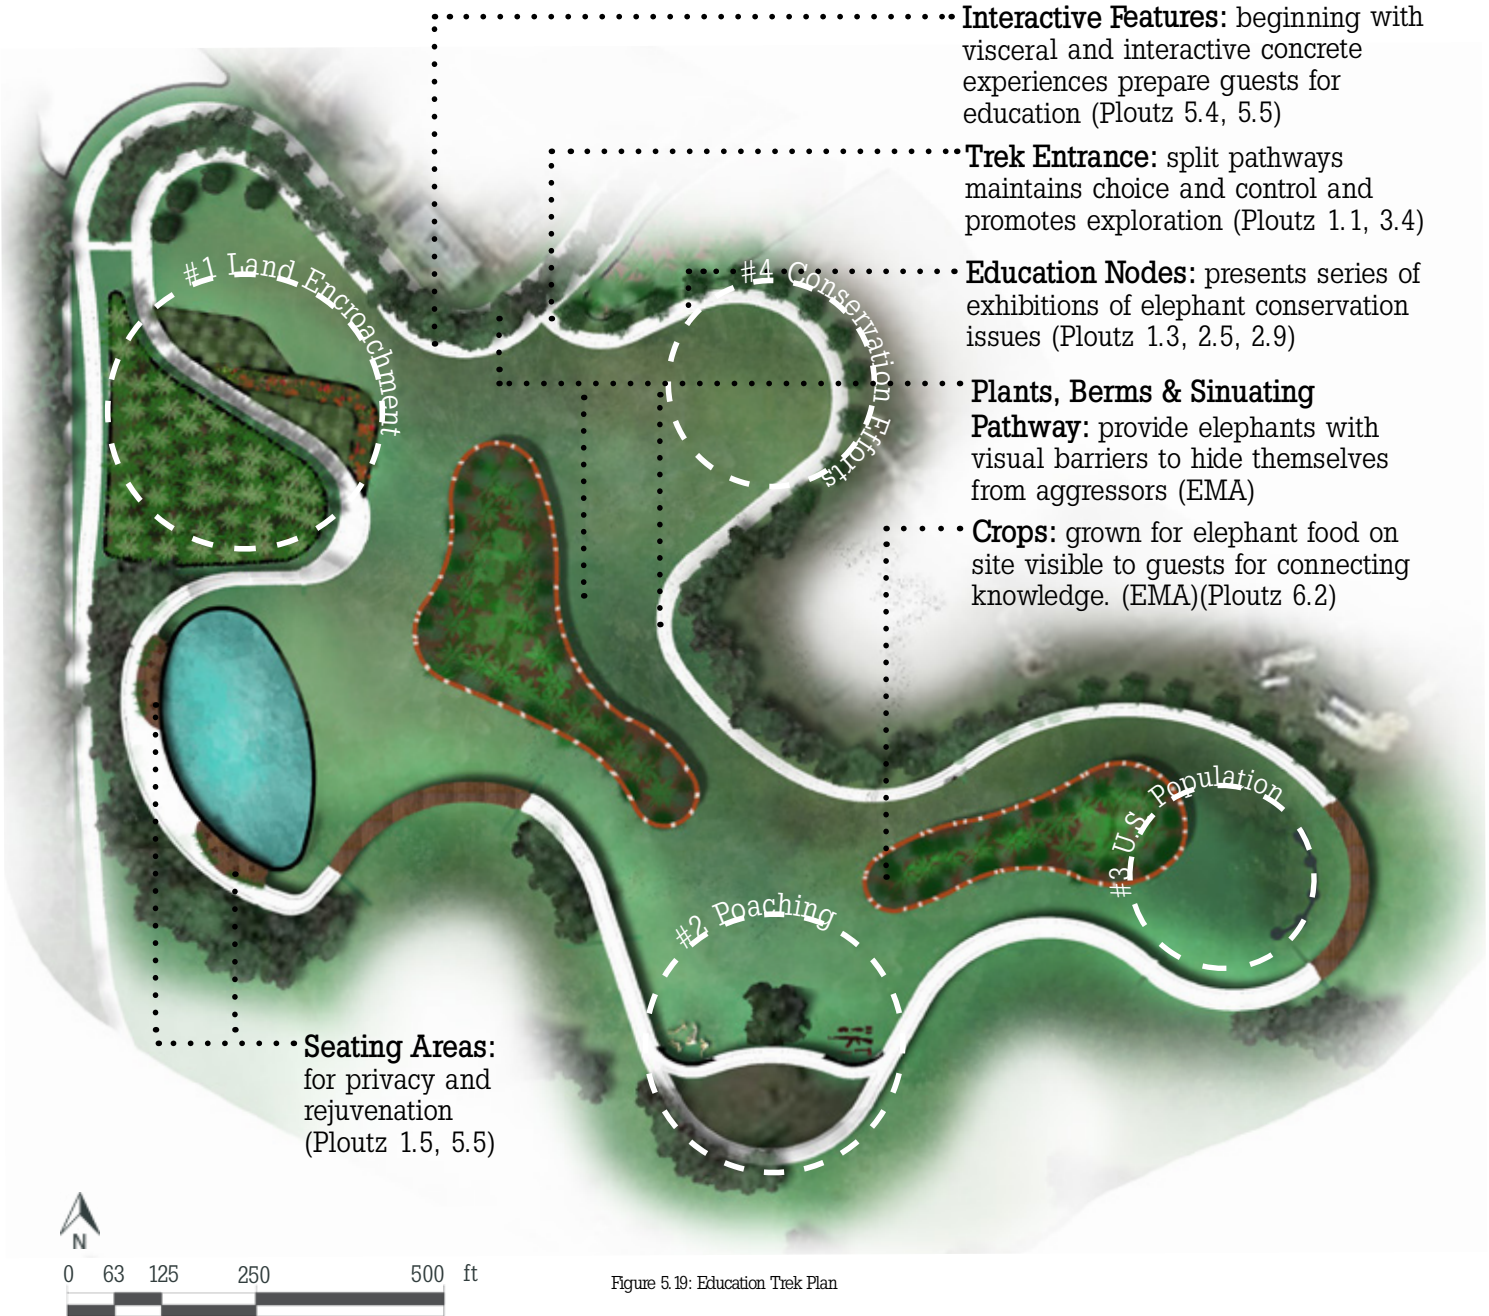 Interactive Features: beginning with
visceral and interactive concrete
experiences prepare guests for
education (Ploutz 5.4, 5.5)
Trek Entrance: split pathways
maintains choice and control and
promotes exploration (Ploutz 1.1, 3.4)
Education Nodes: presents series of
exhibitions of elephant conservation
issues (Ploutz 1.3, 2.5, 2.9)
Plants, Berms & Sinuating
Pathway: provide elephants with
visual barriers to hide themselves
from aggressors (EMA)
Crops: grown for elephant food on
site visible to guests for connecting
knowledge. (EMA)(Ploutz 6.2)
#1 Land Encroachment
#4 Conservation Efforts
#3 U.S. Population
#2 Poaching
Seating Areas:
for privacy and
rejuvenation
(Ploutz 1.5, 5.5)
N
0 63 125 250 500 ft
Figure 5.19: Education Trek Plan